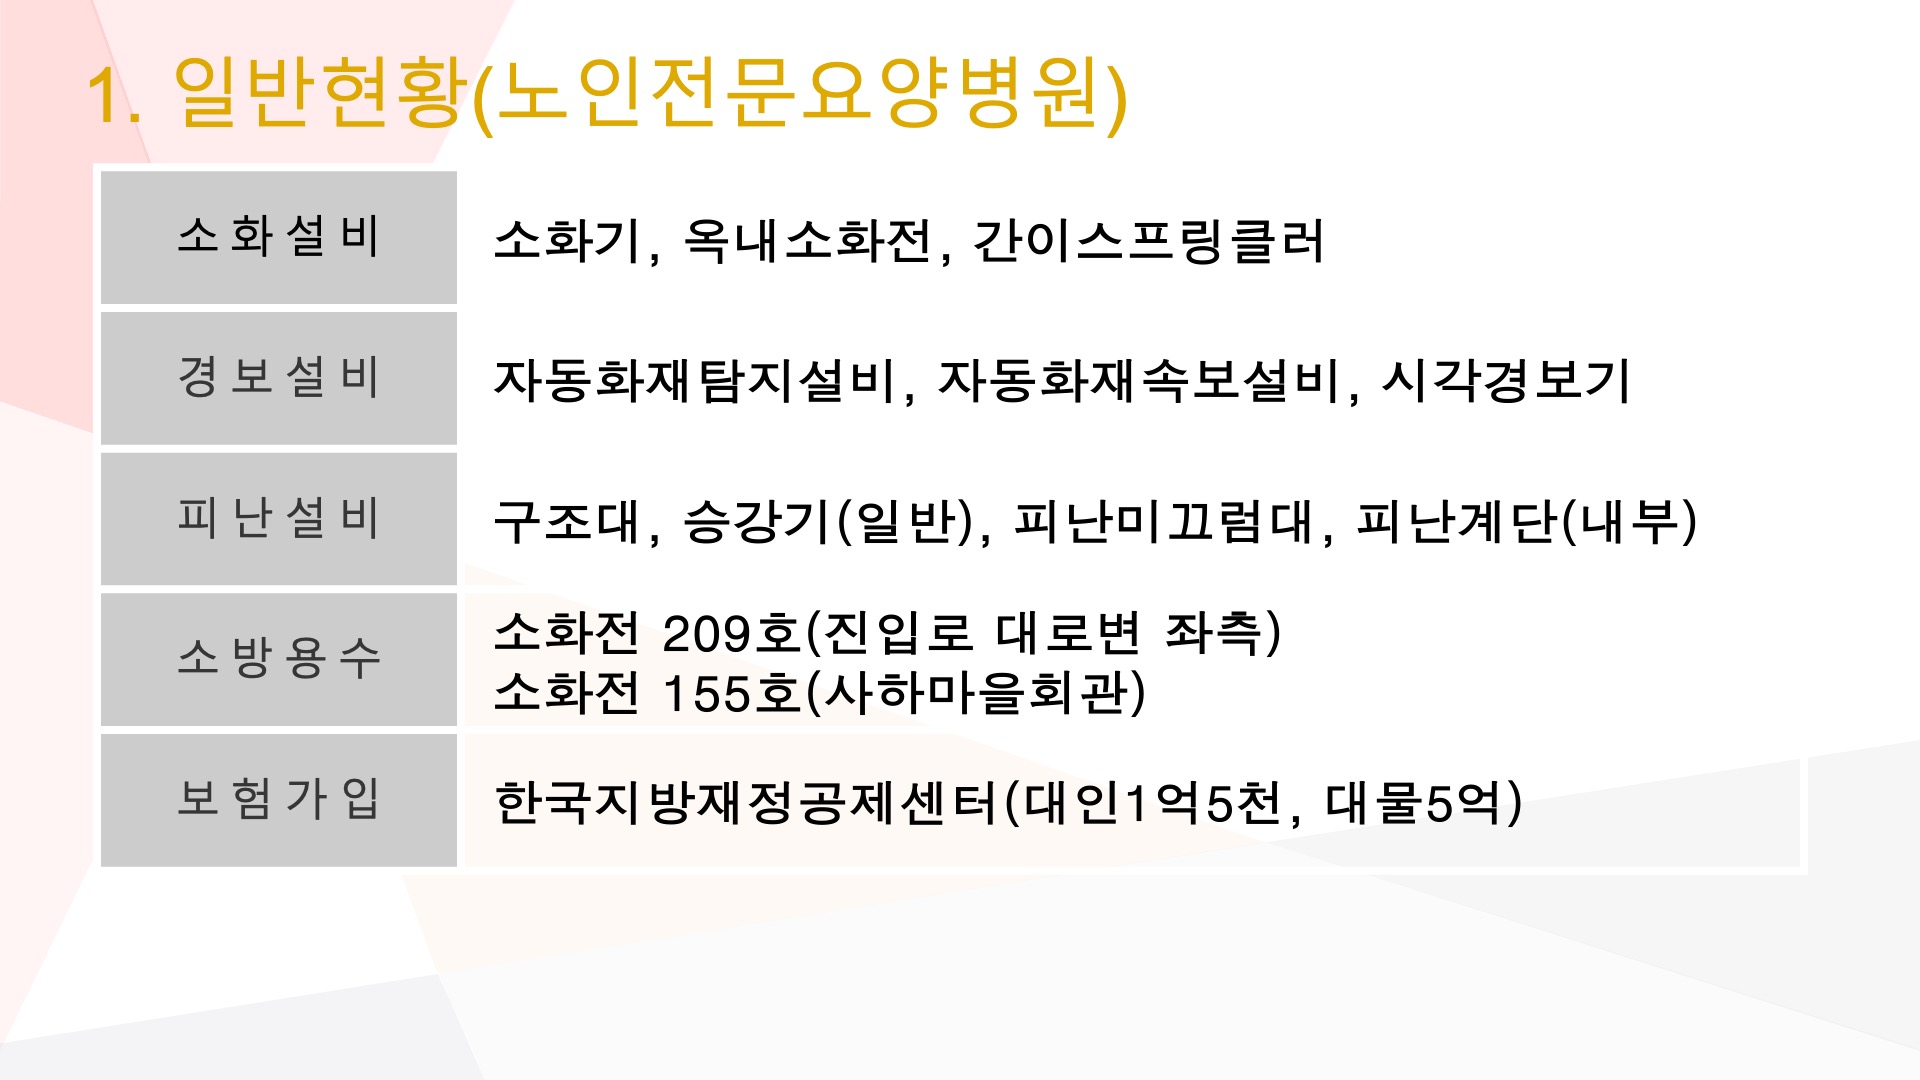 1. 일반현황(노인전문요양병원)
소 화 설 비
소화기, 옥내소화전, 간이스프링클러
경 보 설 비
자동화재탐지설비, 자동화재속보설비, 시각경보기
피 난 설 비
구조대, 승강기(일반), 피난미끄럼대, 피난계단(내부)
소 방 용 수
소화전 209호(진입로 대로변 좌측)
소화전 155호(사하마을회관)
보 험 가 입
한국지방재정공제센터(대인1억5천, 대물5억)